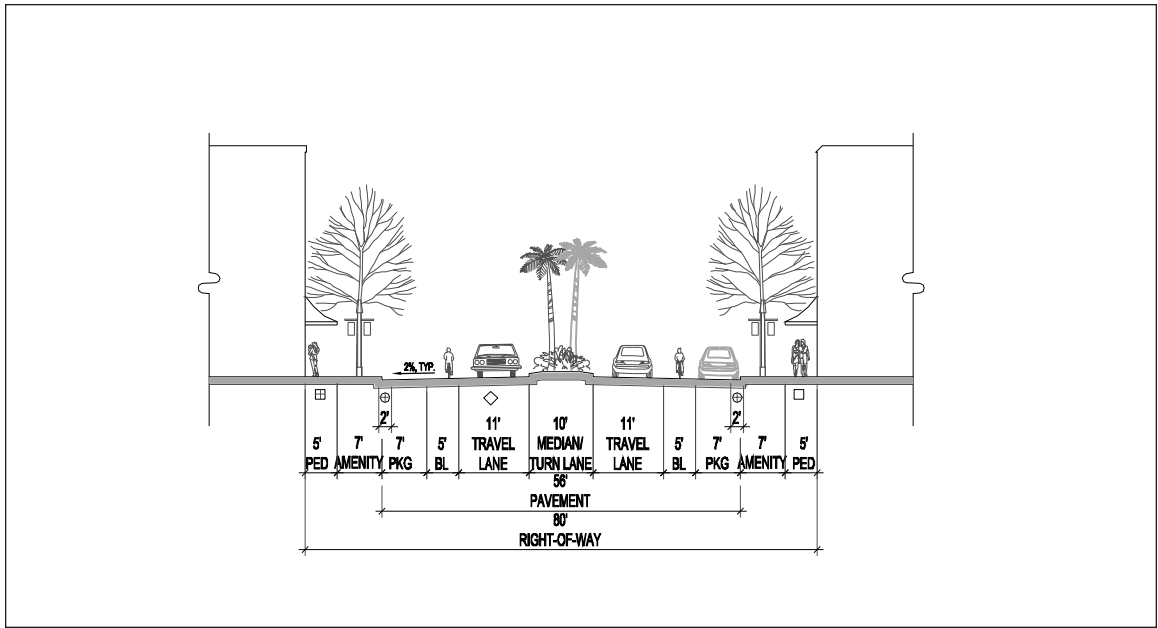 2%, TYP.
2'
2'
5'
PED
7'
AMENITY
7'
PKG
5'
BL
11'
TRAVEL
LANE
10'
MEDIAN/
TURN LANE
11'
TRAVEL
LANE
5'
BL
7'
PKG
7'
AMENITY
5'
PED
56'
PAVEMENT
80'
RIGHT-OF-WAY